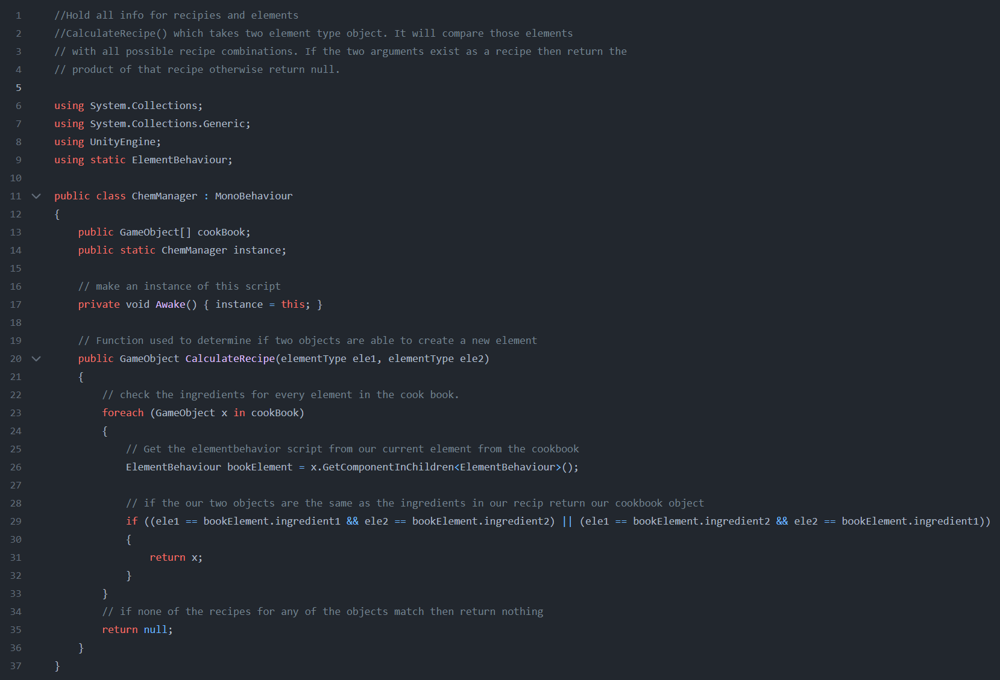 1 //Hold all info for recipies and elements
2 //CalculateRecipe() which takes two element type object. It will compare those elements
3 // with all possible recipe combinations. If the two arguments exist as a recipe then return the
4 // product of that recipe otherwise return null.
5
6 using System.Collections;
7 using System.Collections.Generic;
8 using UnityEngine;
9 using static ElementBehaviour;
10
11 public class ChemManager : MonoBehaviour
12 {
13     public GameObject[] cookBook;
14     public static ChemManager instance;
15
16     // make an instance of this script
17     private void Awake() { instance = this; }
18
19     // Function used to determine if two objects are able to create a new element
20     public GameObject CalculateRecipe(elementType ele1, elementType ele2)
21     {
22         // check the ingredients for every element in the cook book.
23         foreach (GameObject x in cookBook)
24         {
25             // Get the elementbehavior script from our current element from the cookbook
26             ElementBehaviour bookElement = x.GetComponentInChildren<ElementBehaviour>();
27
28             // if the our two objects are the same as the ingredients in our recip return our cookbook object
29             if ((ele1 == bookElement.ingredient1 && ele2 == bookElement.ingredient2) || (ele1 == bookElement.ingredient2 && ele2 == bookElement.ingredient1))
30             {
31                 return x;
32             }
33         }
34         // if none of the recipes for any of the objects match then return nothing
35         return null;
36     }
37 }